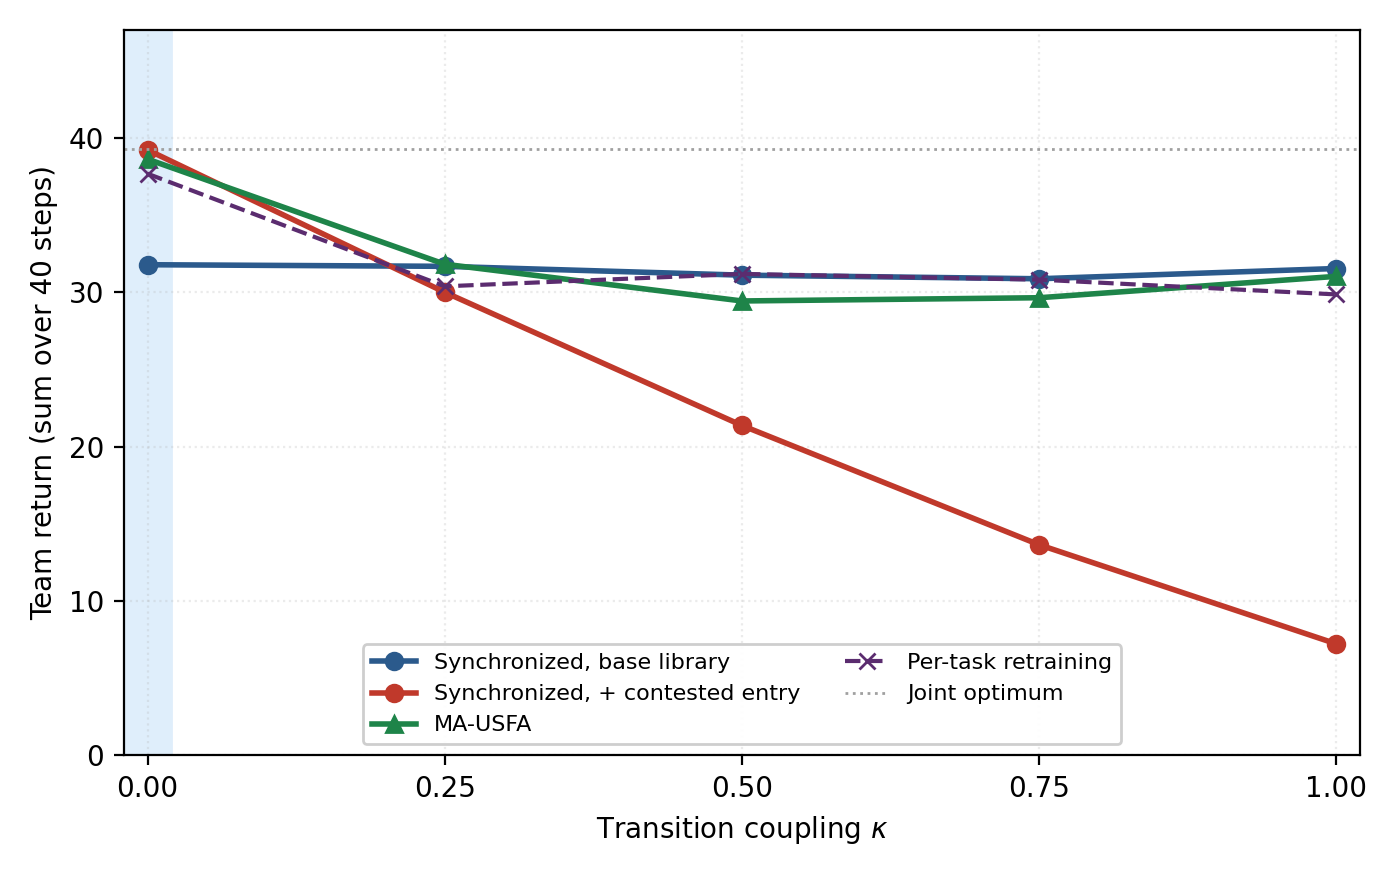 Team return (sum over 40 steps)
40
30
20
10
0
0.00 0.25 0.50 0.75 1.00
Transition coupling κ
Synchronized, base library
Synchronized, + contested entry
MA-USFA
Per-task retraining
Joint optimum